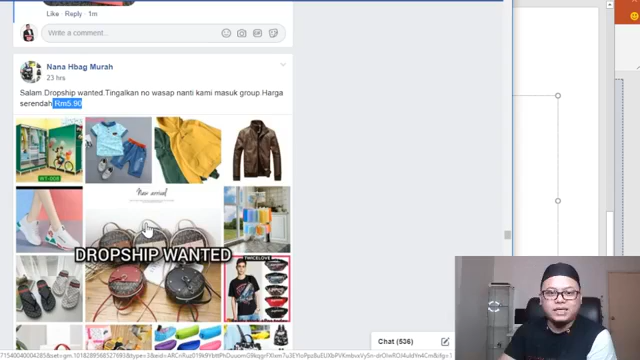 Like Reply 1m
Write a comment...
Nana Hbag Murah
23 hrs
Salam Dropship wanted.Tingalkan no wasap nanti kami masuk group Harga
serendah Rm5.90
WT-009
New arrival
DROPSHIP WANTED
TWICELOVE
Chat (536)